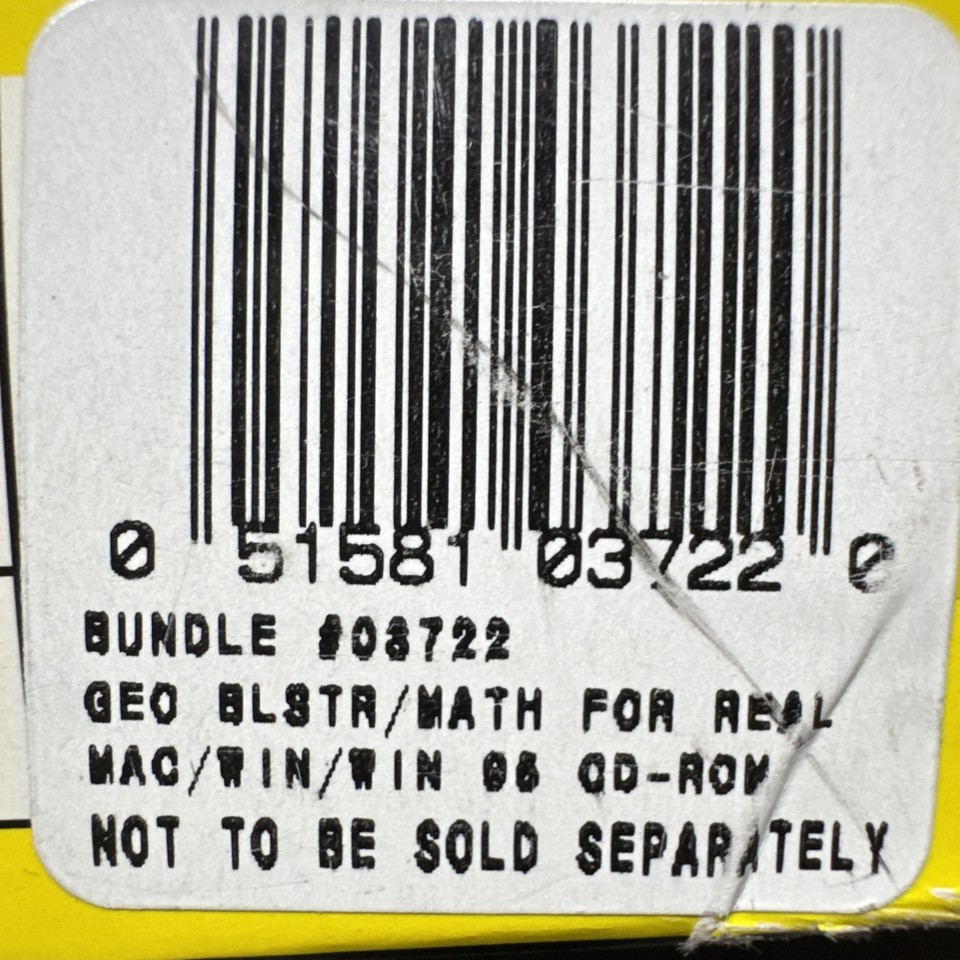 0 51581 03722 0
BUNDLE #03722
GEO BLSTR/MATH FOR REAL
MAC/WIN/WIN 95 CD-ROM
NOT TO BE SOLD SEPARATELY